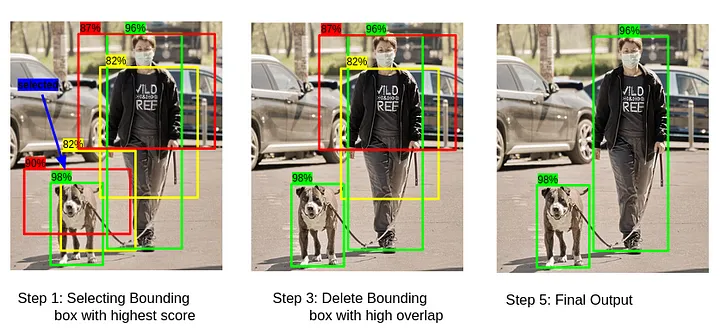 87%
96%
82%
selected
82%
90%
98%
VILD
REE
Step 1: Selecting Bounding
box with highest score
87%
96%
82%
98%
VILD
REE
Step 3: Delete Bounding
box with high overlap
96%
98%
WILD
REE
Step 5: Final Output